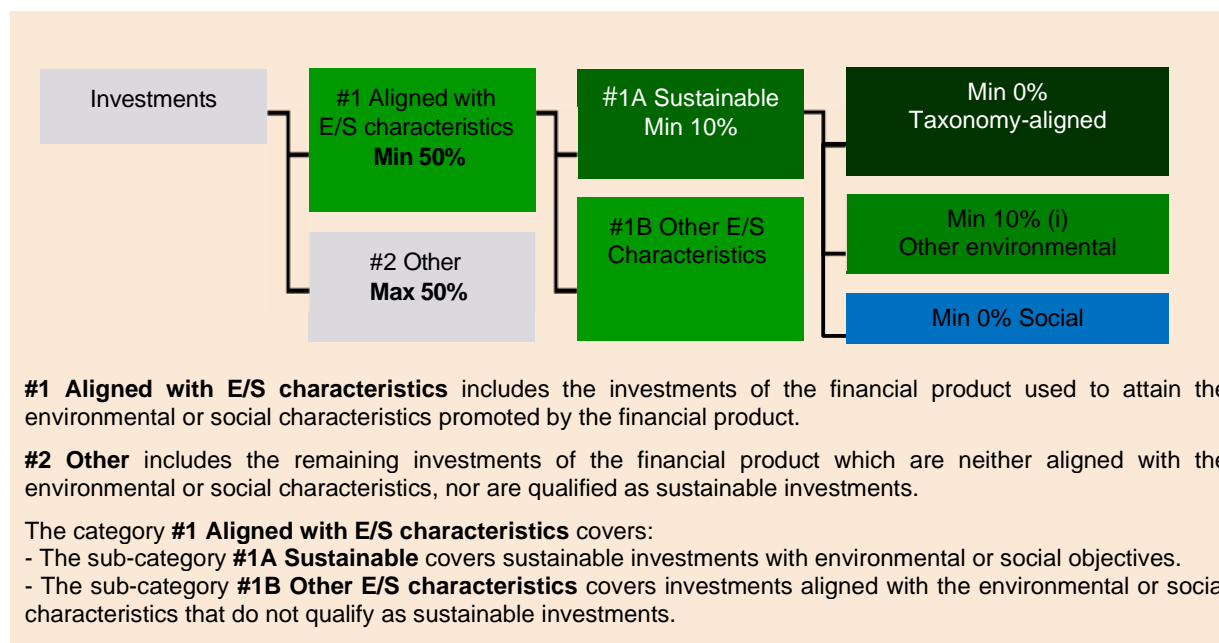 Investments
#1 Aligned with
E/S characteristics
Min 50%
#2 Other
Max 50%
#1A Sustainable
Min 10%
#1B Other E/S
Characteristics
Min 0%
Taxonomy-aligned
Min 10% (i)
Other environmental
Min 0% Social
#1 Aligned with E/S characteristics includes the investments of the financial product used to attain the
environmental or social characteristics promoted by the financial product.
#2 Other includes the remaining investments of the financial product which are neither aligned with the
environmental or social characteristics, nor are qualified as sustainable investments.
The category #1 Aligned with E/S characteristics covers:
- The sub-category #1A Sustainable covers sustainable investments with environmental or social objectives.
- The sub-category #1B Other E/S characteristics covers investments aligned with the environmental or social
characteristics that do not qualify as sustainable investments.